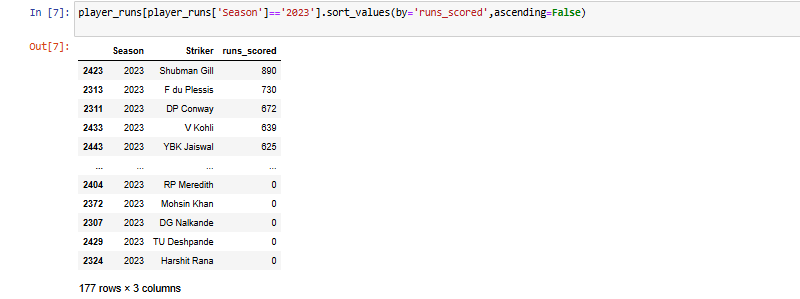 In [7]: player_runs[player_runs['Season']=='2023'].sort_values(by='runs_scored',ascending=False)
Out[7]:
Season Striker runs_scored
2423 2023 Shubman Gill 890
2313 2023 F du Plessis 730
2311 2023 DP Conway 672
2433 2023 V Kohli 639
2443 2023 YBK Jaiswal 625
... ... ... ...
2404 2023 RP Meredith 0
2372 2023 Mohsin Khan 0
2307 2023 DG Nalkande 0
2429 2023 TU Deshpande 0
2324 2023 Harshit Rana 0
177 rows × 3 columns